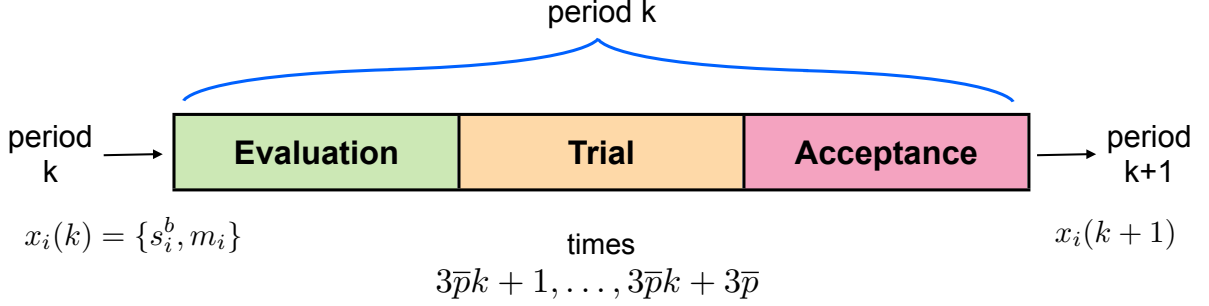 period k
period
k
Evaluation
Trial
Acceptance
period
k+1
x_i(k) = {s_i^b, m_i}
times
3p̅k + 1, . . . , 3p̅k + 3p̅
x_i(k + 1)